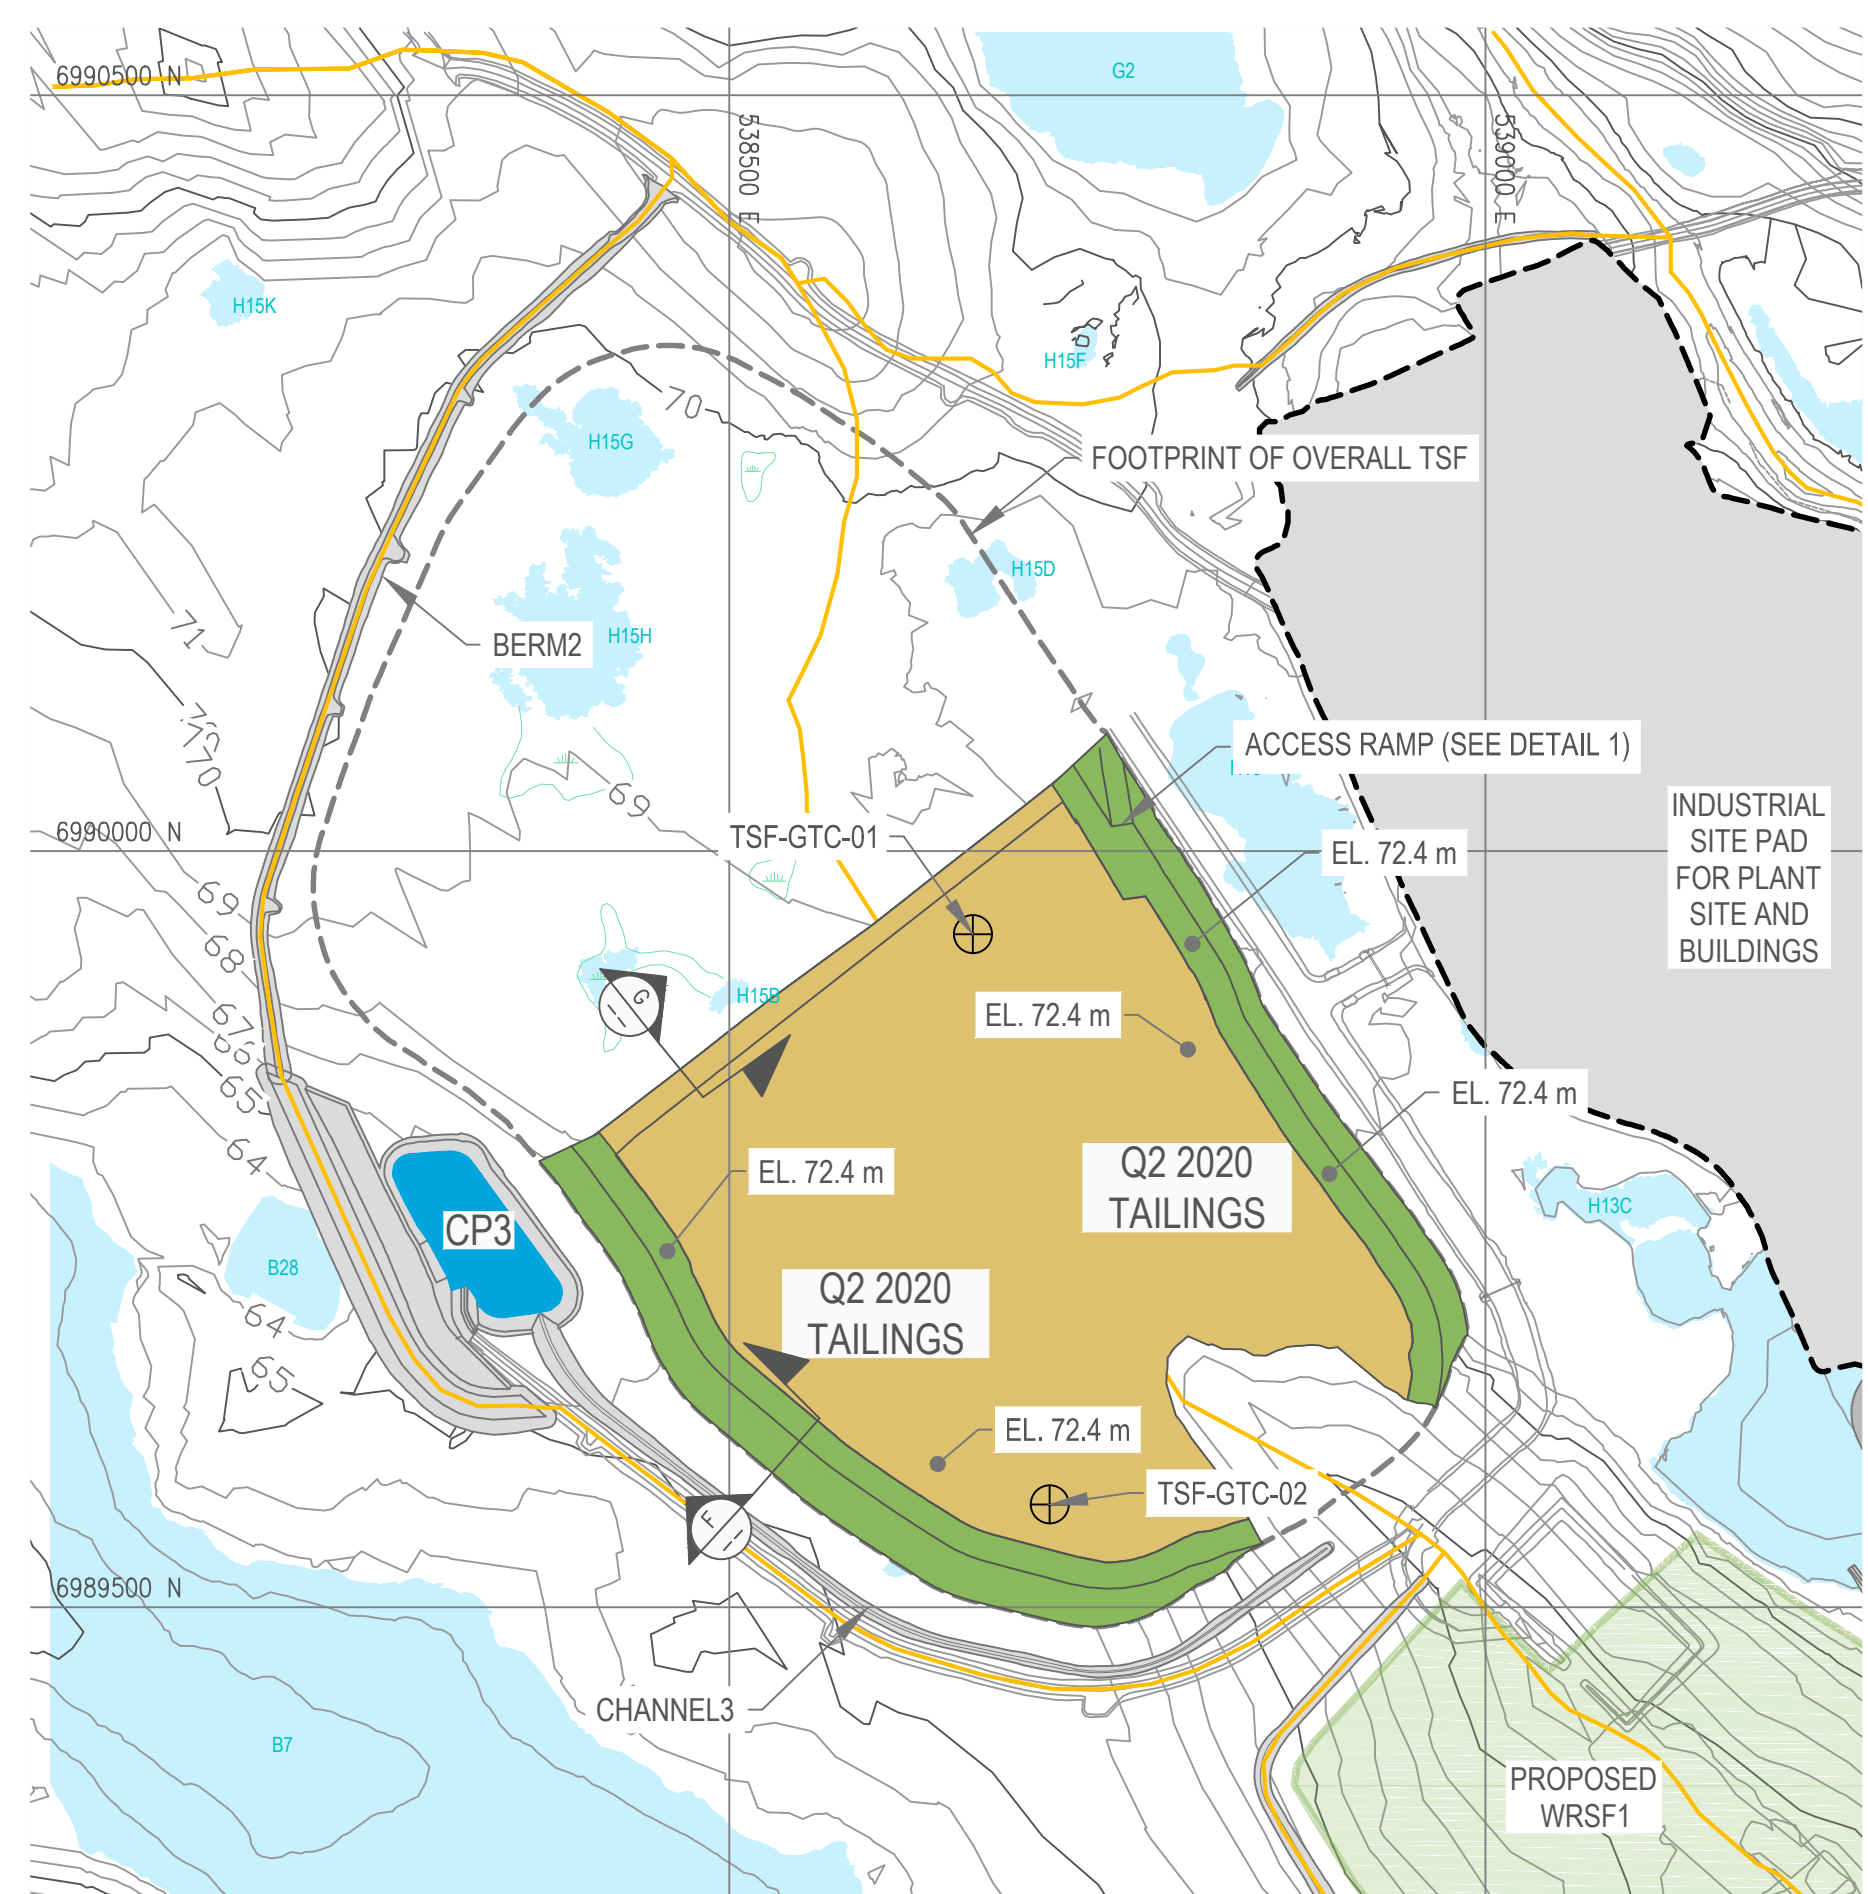 6990500 N
G2
538500 E
539000 E
H15K
H15F
70
H15G
FOOTPRINT OF OVERALL TSF
H15D
71
BERM2
H15H
70
ACCESS RAMP (SEE DETAIL 1)
69
6990000 N
TSF-GTC-01
EL. 72.4 m
INDUSTRIAL
SITE PAD
FOR PLANT
SITE AND
BUILDINGS
69
68
67
66
65
64
G
H15B
EL. 72.4 m
EL. 72.4 m
EL. 72.4 m
Q2 2020
TAILINGS
CP3
H13C
B28
Q2 2020
TAILINGS
64
65
EL. 72.4 m
TSF-GTC-02
F
6989500 N
CHANNEL3
B7
PROPOSED
WRSF1